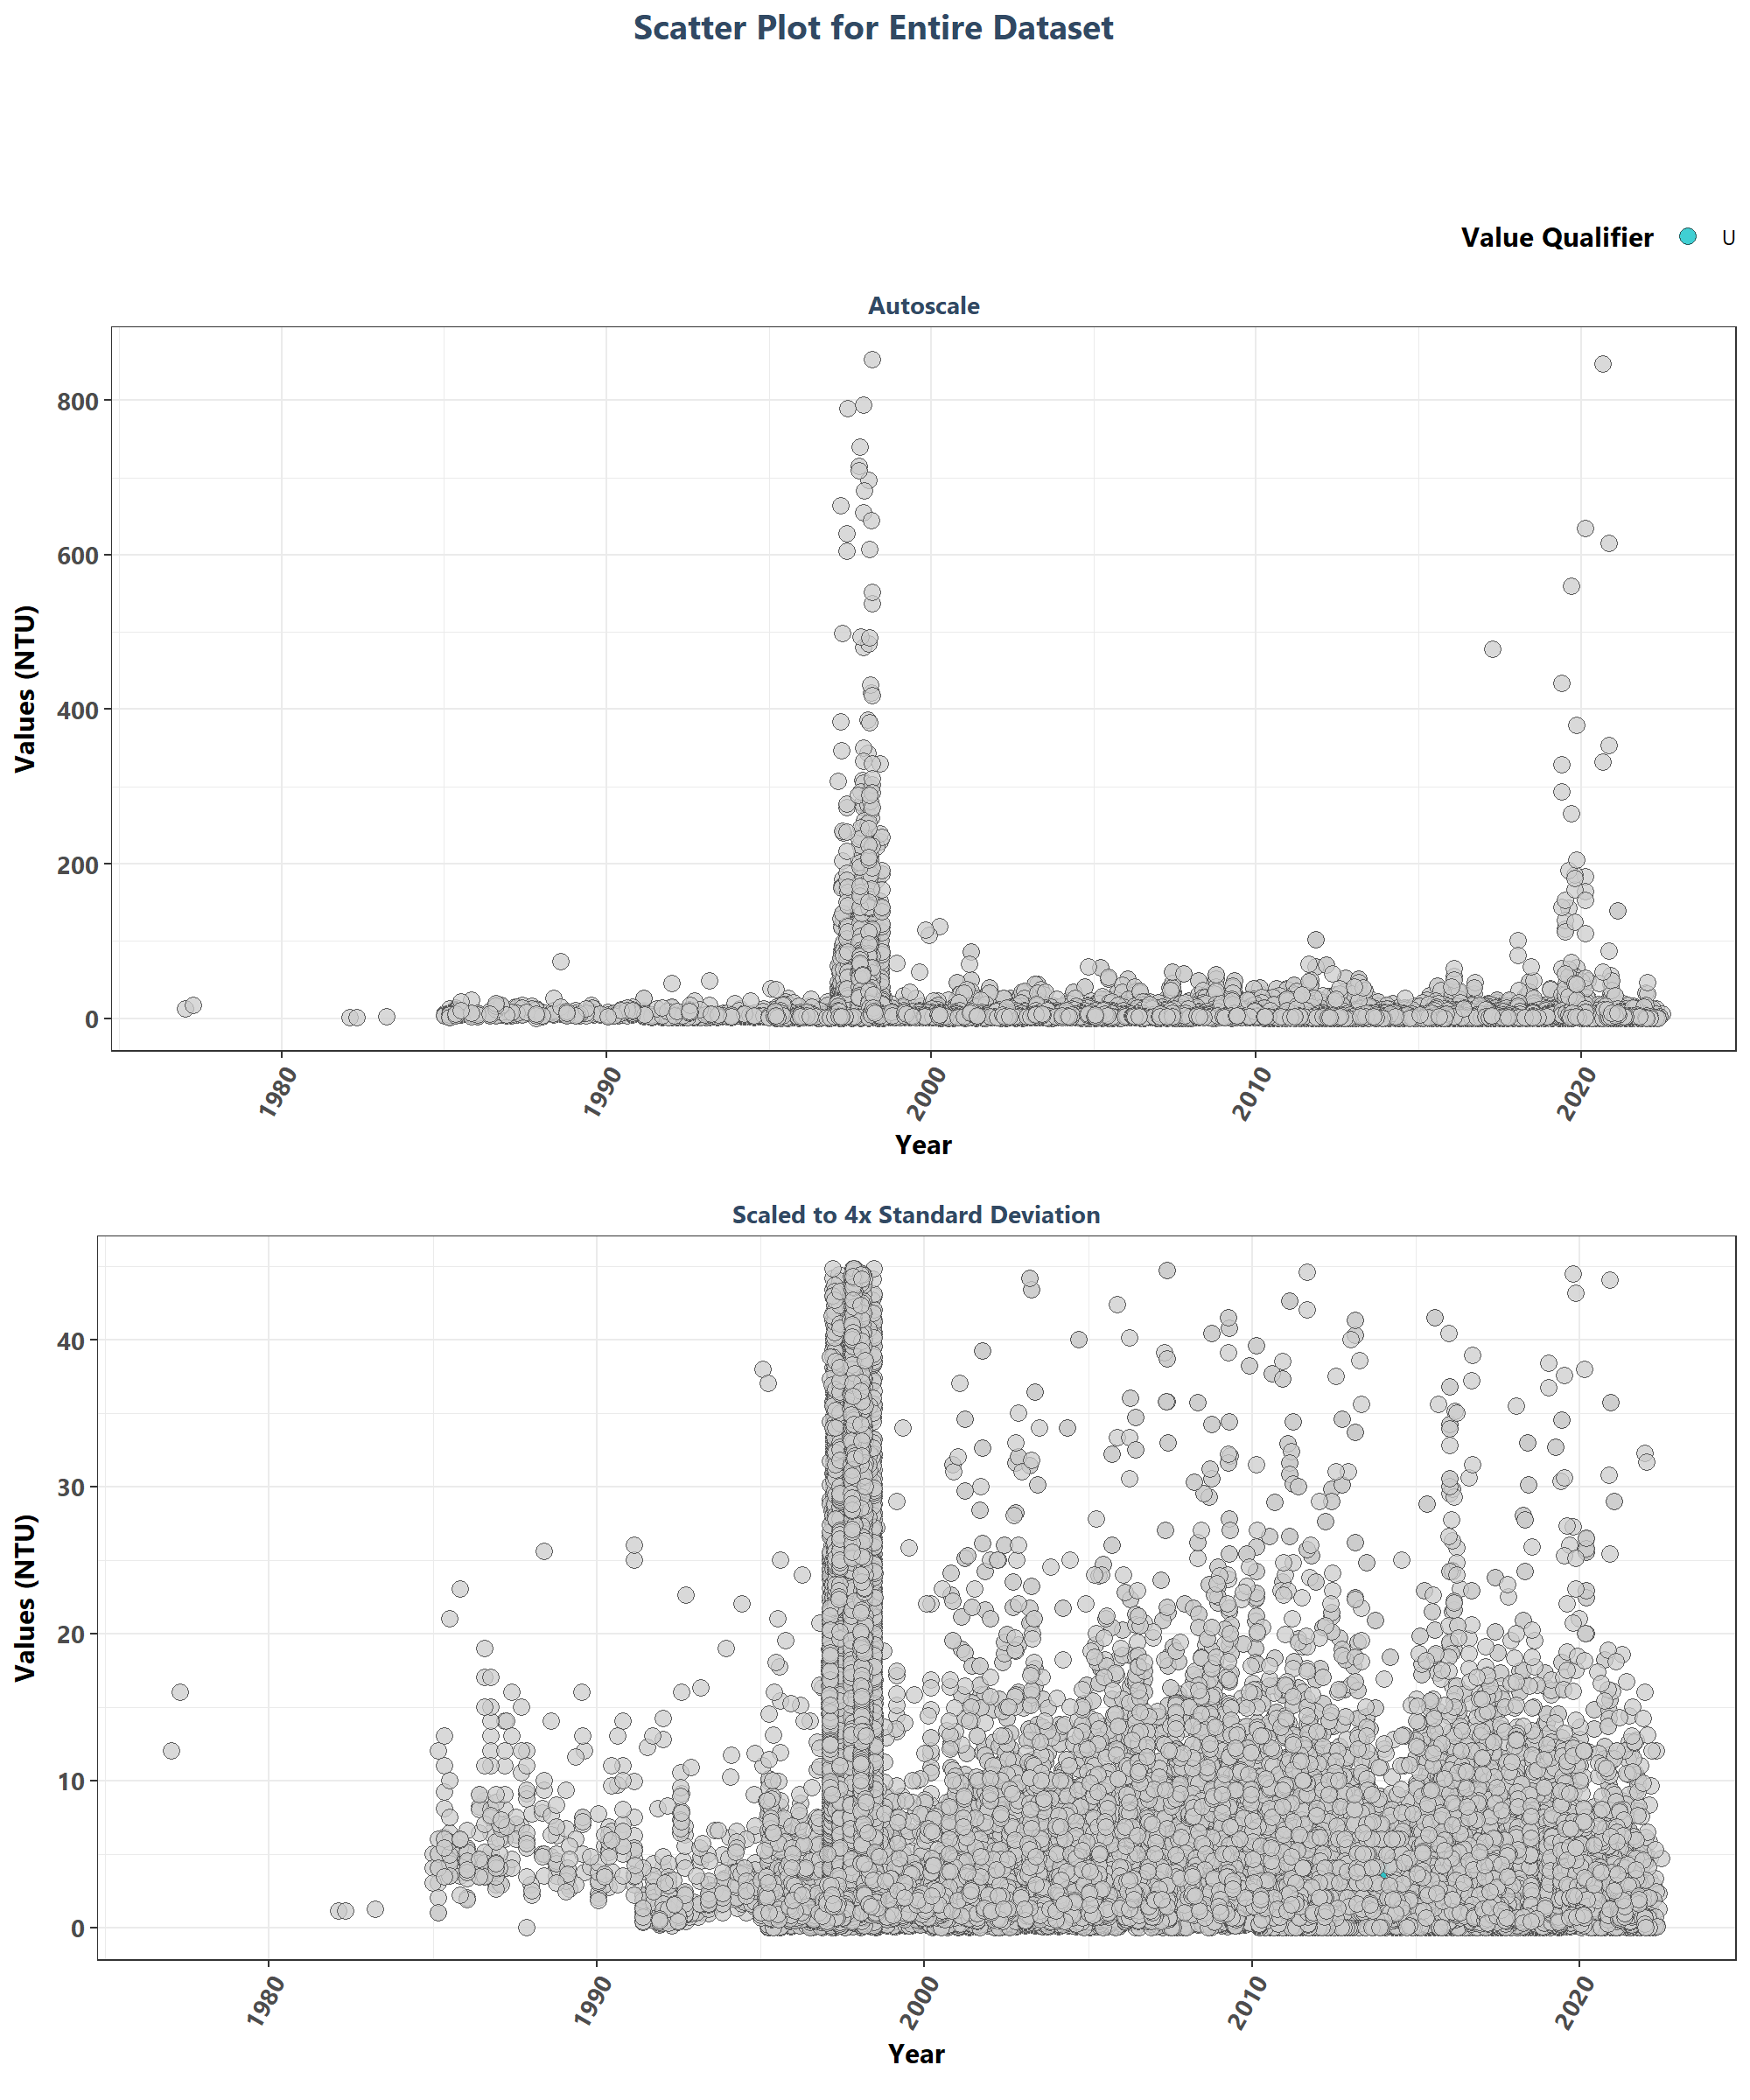 Scatter Plot for Entire Dataset
Value Qualifier U
Autoscale
Values (NTU)
800
600
400
200
0
1980 1990 2000 2010 2020
Year
Scaled to 4x Standard Deviation
Values (NTU)
40
30
20
10
0
1980 1990 2000 2010 2020
Year